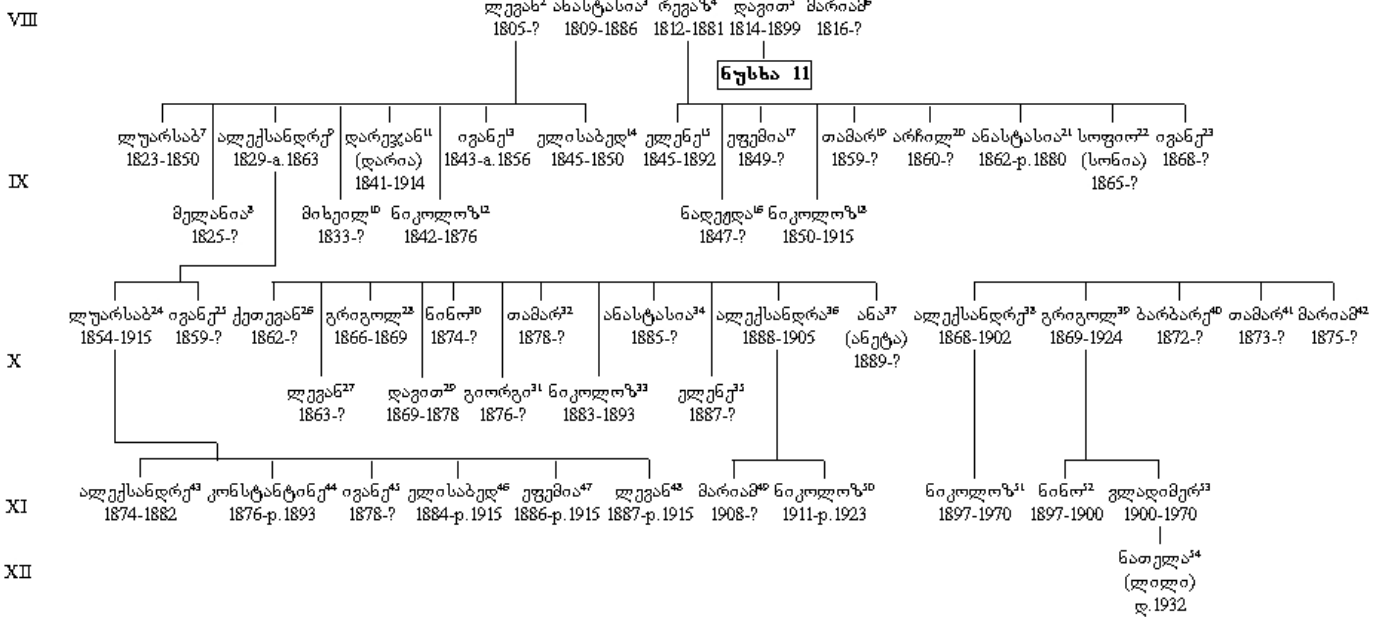 VIII
ლევან² ანასტასია³ რევაზ⁴ დავით⁵ მარიამ⁶
1805-? 1809-1886 1812-1881 1814-1899 1816-?
ნუსხა 11
ლუარსაბ⁷ ალექსანდრე⁹ დარეჯან¹¹ ივანე¹³ ელისაბედ¹⁴ ელენე¹⁵ ეფემია¹⁷ თამარ¹⁹ არჩილ²⁰ ანასტასია²¹ სოფიო²² ივანე²³
1823-1850 1829-a.1863 (დარია) 1843-a.1856 1845-1850 1845-1892 1849-? 1859-? 1860-? 1862-p.1880 (სონია) 1868-?
1841-1914 1865-?
IX
მელანია⁸ მიხეილ¹⁰ ნიკოლოზ¹² ნადეჟდა¹⁶ ნიკოლოზ¹⁸
1825-? 1833-? 1842-1876 1847-? 1850-1915
ლუარსაბ²⁴ ივანე²⁵ ქეთევან²⁶ გრიგოლ²⁸ ნინო³⁰ თამარ³² ანასტასია³⁴ ალექსანდრა³⁶ ანა³⁷ ალექსანდრე³⁸ გრიგოლ³⁹ ბარბარე⁴⁰ თამარ⁴¹ მარიამ⁴²
1854-1915 1859-? 1862-? 1866-1869 1874-? 1878-? 1885-? 1888-1905 (ანეტა) 1868-1902 1869-1924 1872-? 1873-? 1875-?
X
1889-?
ლევან²⁷ დავით²⁹ გიორგი³¹ ნიკოლოზ³³ ელენე³⁵
1863-? 1869-1878 1876-? 1883-1893 1887-?
ალექსანდრე⁴³ კონსტანტინე⁴⁴ ივანე⁴⁵ ელისაბედ⁴⁶ ეფემია⁴⁷ ლევან⁴⁸ მარიამ⁴⁹ ნიკოლოზ⁵⁰ ნიკოლოზ⁵¹ ნინო⁵² ვლადიმერ⁵³
XI
1874-1882 1876-p.1893 1878-? 1884-p.1915 1886-p.1915 1887-p.1915 1908-? 1911-p.1923 1897-1970 1897-1900 1900-1970
ნათელა⁵⁴
XII
(ლილი)
დ.1932